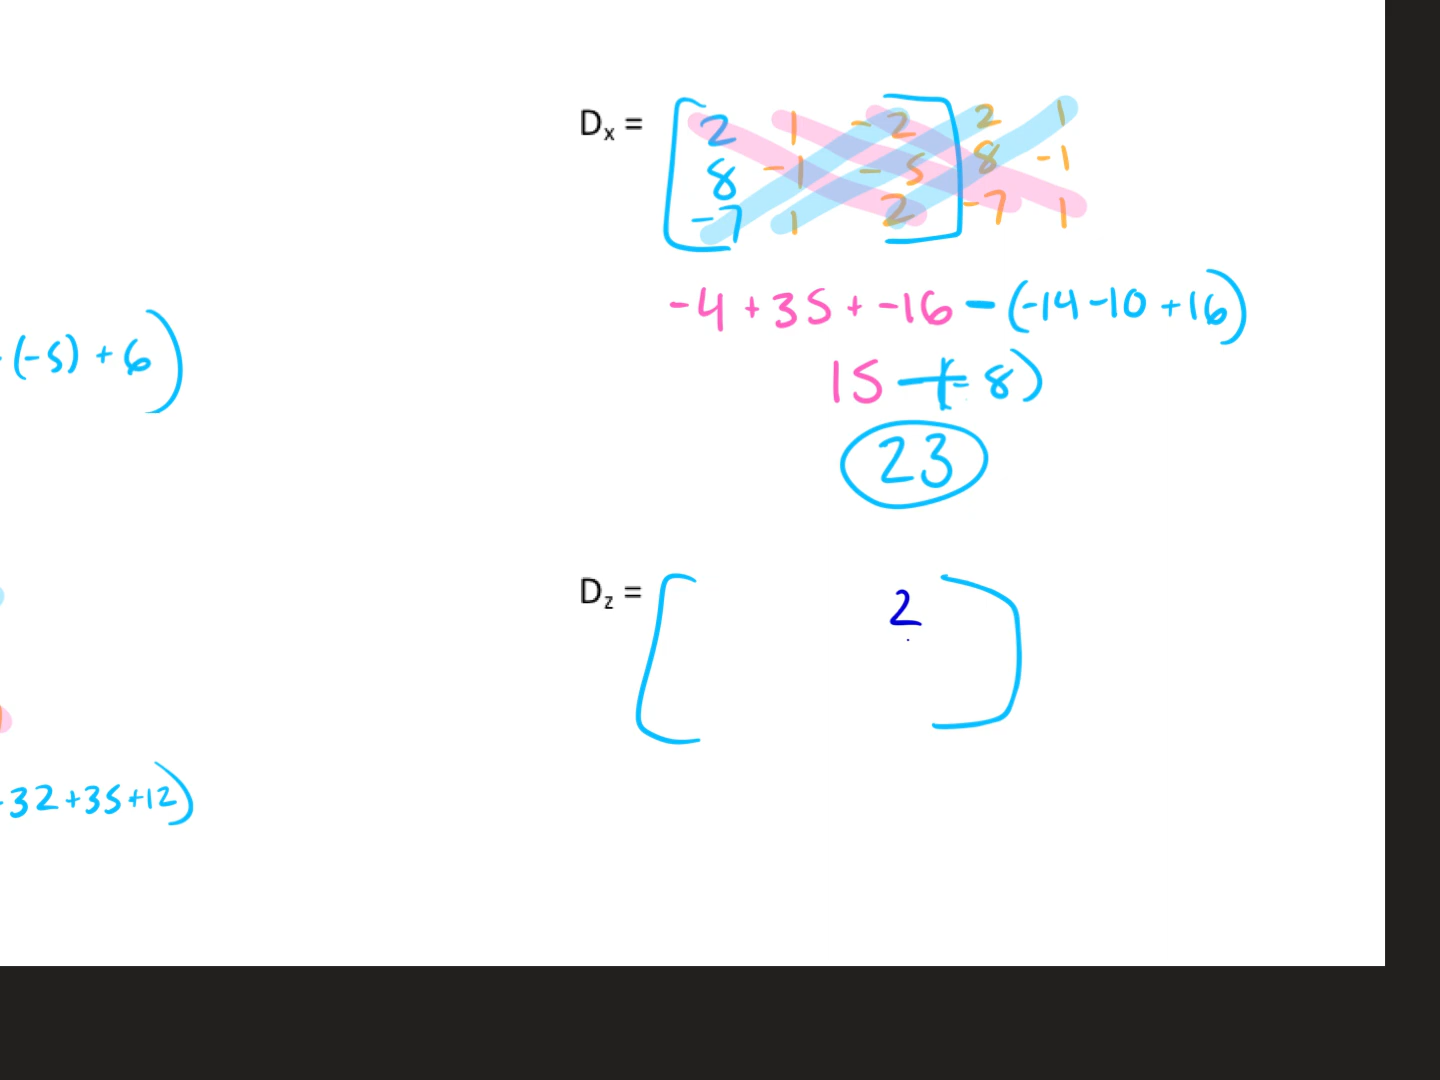 Dx = [ 2 1 -2 ] 2 1
8 -1 -5 8 -1
-7 1 2 -7 1
-4 + 35 + -16 - (-14 -10 +16)
(-5) + 6)
15 -(-8)
23
Dz = [ 2 ]
32 +35 +12)